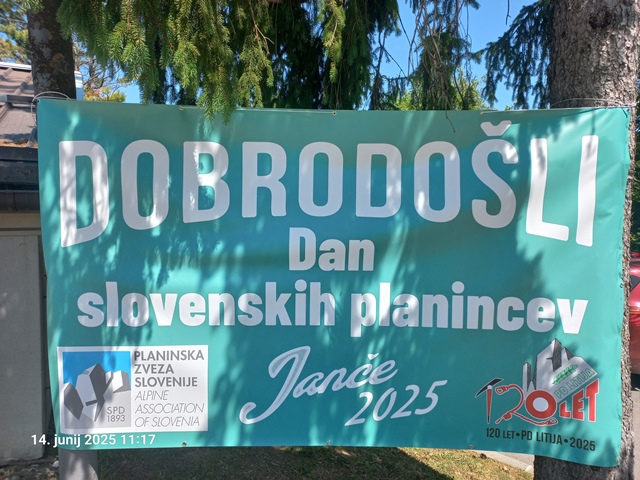 DOBRODOŠLI
Dan
slovenskih planincev
PLANINSKA
ZVEZA
SLOVENIJE
ALPINE
ASSOCIATION
OF SLOVENIA
SPD
1893
Janče
2025
120 LET
120 LET•PD LITIJA•2025
14. junij 2025 11:17